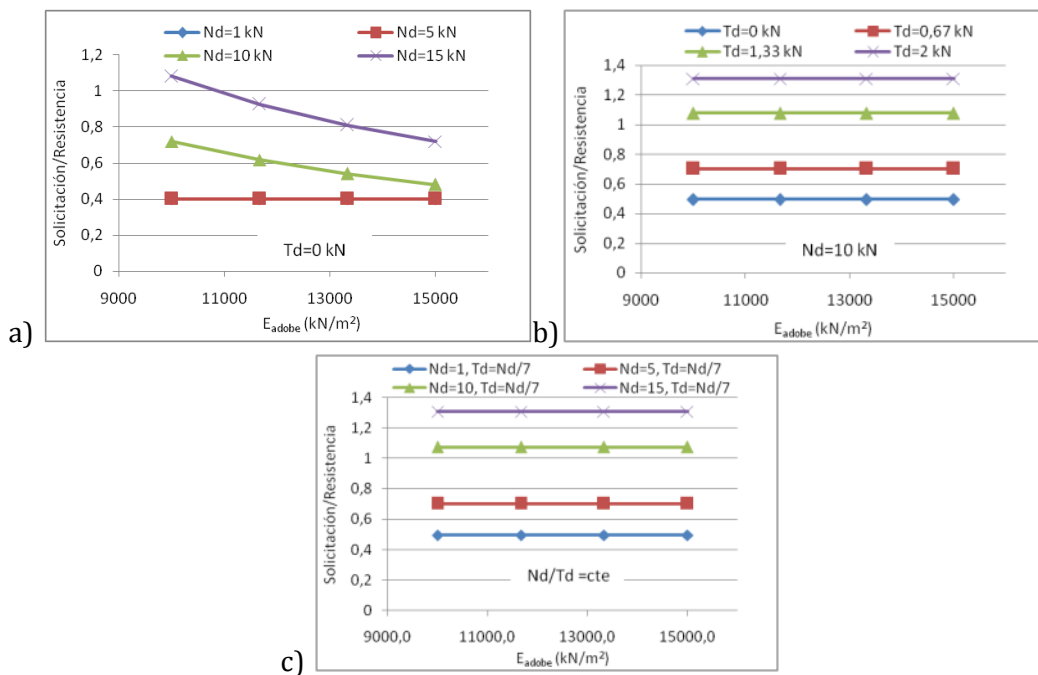 Nd=1 kN Nd=5 kN
Nd=10 kN Nd=15 kN
Solicitación/Resistencia
1,2
1
0,8
0,6
0,4
0,2
0
Td=0 kN
9000 11000 13000 15000
E adobe (kN/m²)
a)
Td=0 kN Td=0,67 kN
Td=1,33 kN Td=2 kN
Solicitación/Resistencia
1,4
1,2
1
0,8
0,6
0,4
0,2
0
Nd=10 kN
9000 11000 13000 15000
E adobe (kN/m²)
b)
Nd=1, Td=Nd/7 Nd=5, Td=Nd/7
Nd=10, Td=Nd/7 Nd=15, Td=Nd/7
Solicitación/Resistencia
1,4
1,2
1
0,8
0,6
0,4
0,2
0
Nd/Td =cte
9000,0 11000,0 13000,0 15000,0
E adobe (kN/m²)
c)